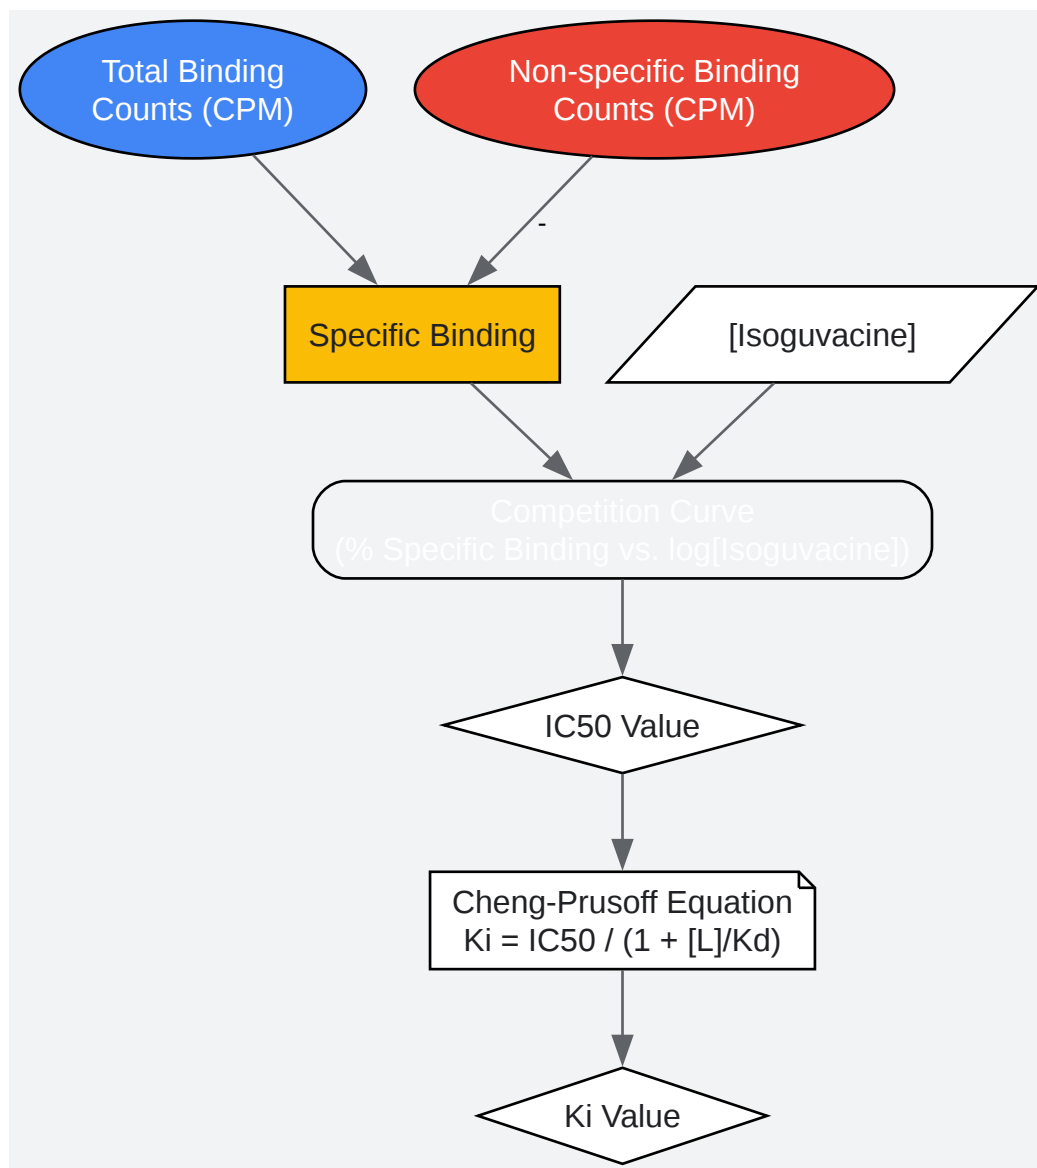 Total Binding
Counts (CPM)
Non-specific Binding
Counts (CPM)
-
Specific Binding
[Isoguvacine]
Competition Curve
(% Specific Binding vs. log[Isoguvacine])
IC50 Value
Cheng-Prusoff Equation
Ki = IC50 / (1 + [L]/Kd)
Ki Value